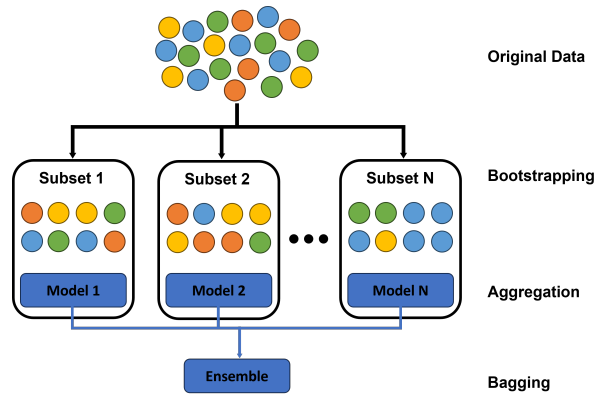 Original Data
Subset 1
Subset 2
Subset N
Bootstrapping
Model 1
Model 2
Model N
Aggregation
Ensemble
Bagging